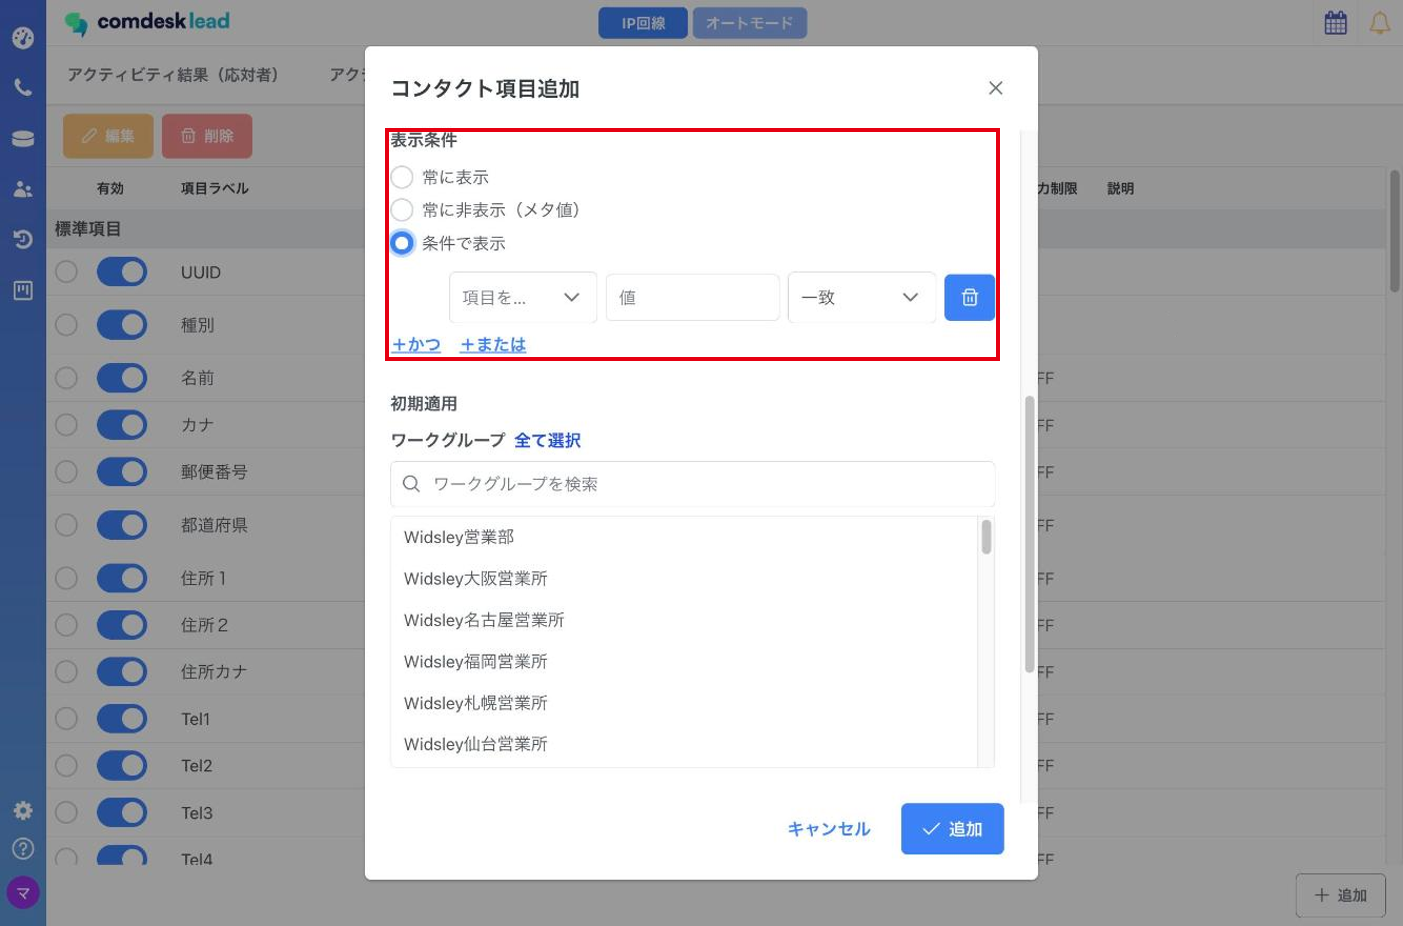 comdesk lead
IP回線
オートモード
アクティビティ結果（応対者）
アク
コンタクト項目追加
編集
削除
表示条件
常に表示
常に非表示（メタ値）
条件で表示
項目を...
値
一致
＋かつ
＋または
有効
項目ラベル
力制限
説明
標準項目
UUID
種別
名前
FF
カナ
FF
郵便番号
FF
都道府県
FF
住所１
FF
住所２
FF
住所カナ
FF
Tel1
FF
Tel2
FF
Tel3
FF
Tel4
FF
初期適用
ワークグループ 全て選択
ワークグループを検索
Widsley営業部
Widsley大阪営業所
Widsley名古屋営業所
Widsley福岡営業所
Widsley札幌営業所
Widsley仙台営業所
キャンセル
追加
マ
＋ 追加